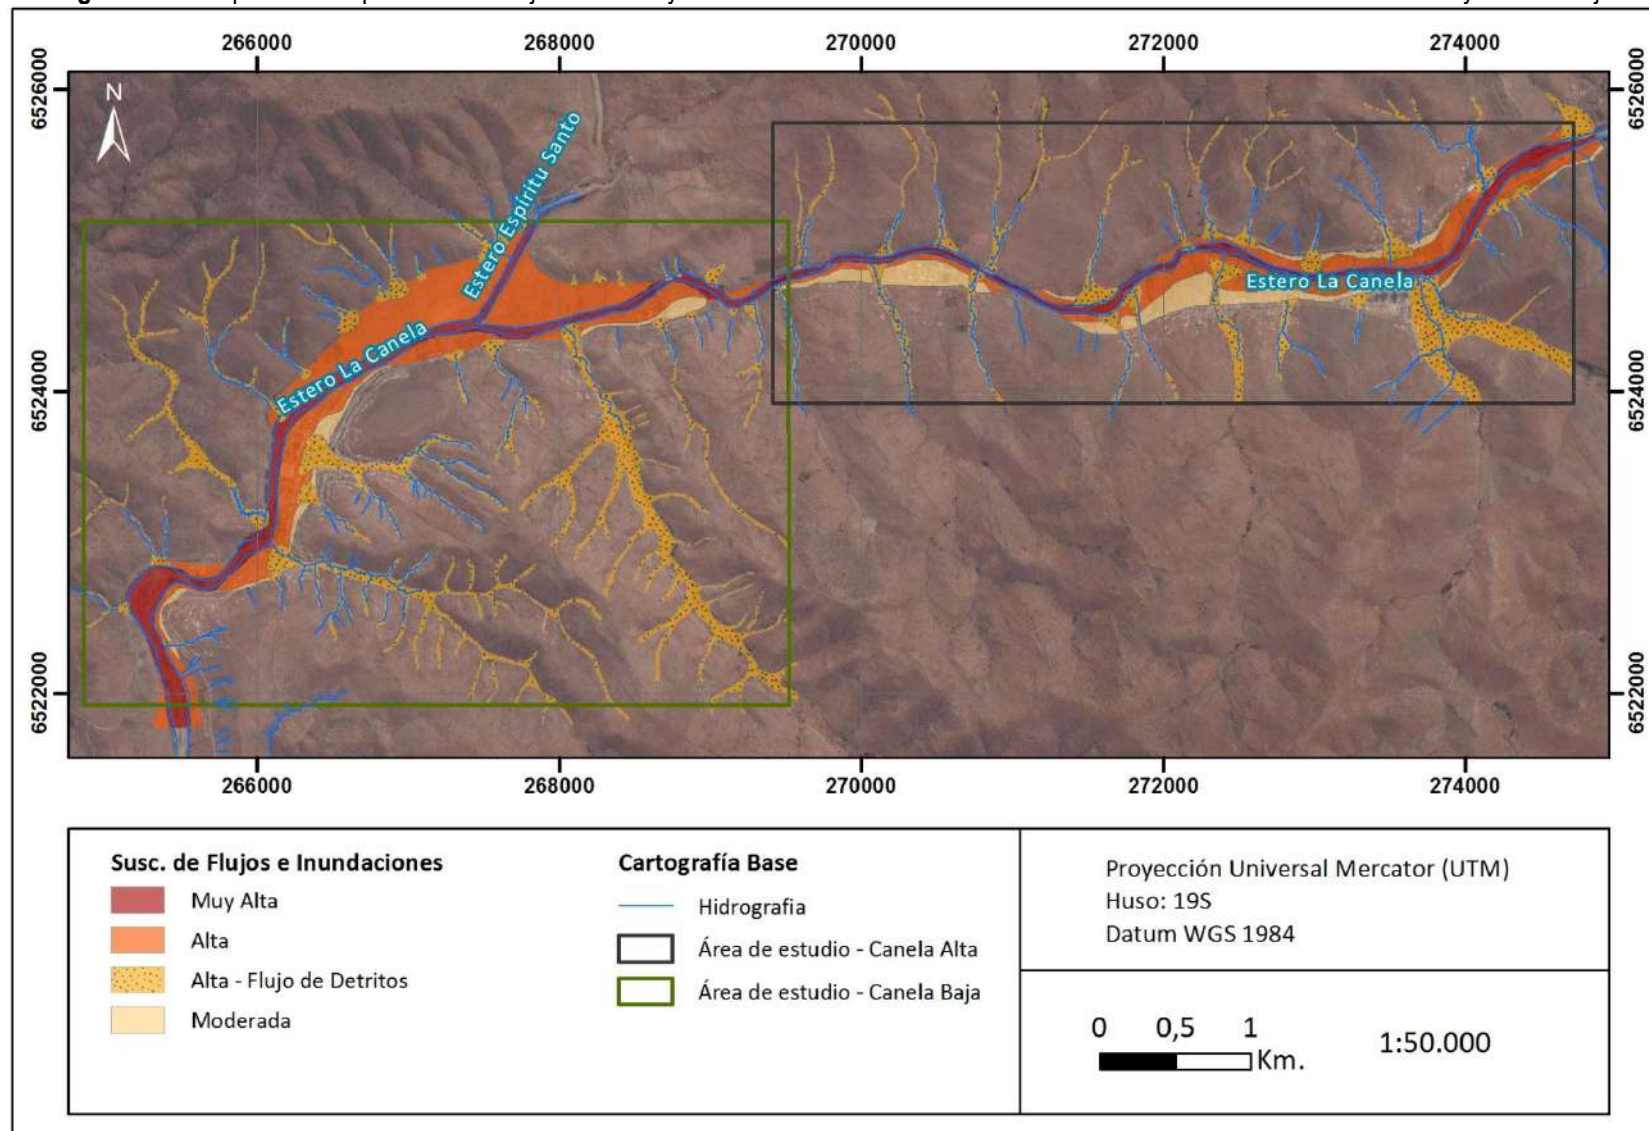 266000 268000 270000 272000 274000
6526000 6526000
N
Estero Espíritu Santo
Estero La Canela
Estero La Canela
6524000 6524000
6522000 6522000
266000 268000 270000 272000 274000
Susc. de Flujos e Inundaciones
Muy Alta
Alta
Alta - Flujo de Detritos
Moderada
Cartografía Base
Hidrografia
Área de estudio - Canela Alta
Área de estudio - Canela Baja
Proyección Universal Mercator (UTM)
Huso: 19S
Datum WGS 1984
0 0,5 1
Km.
1:50.000